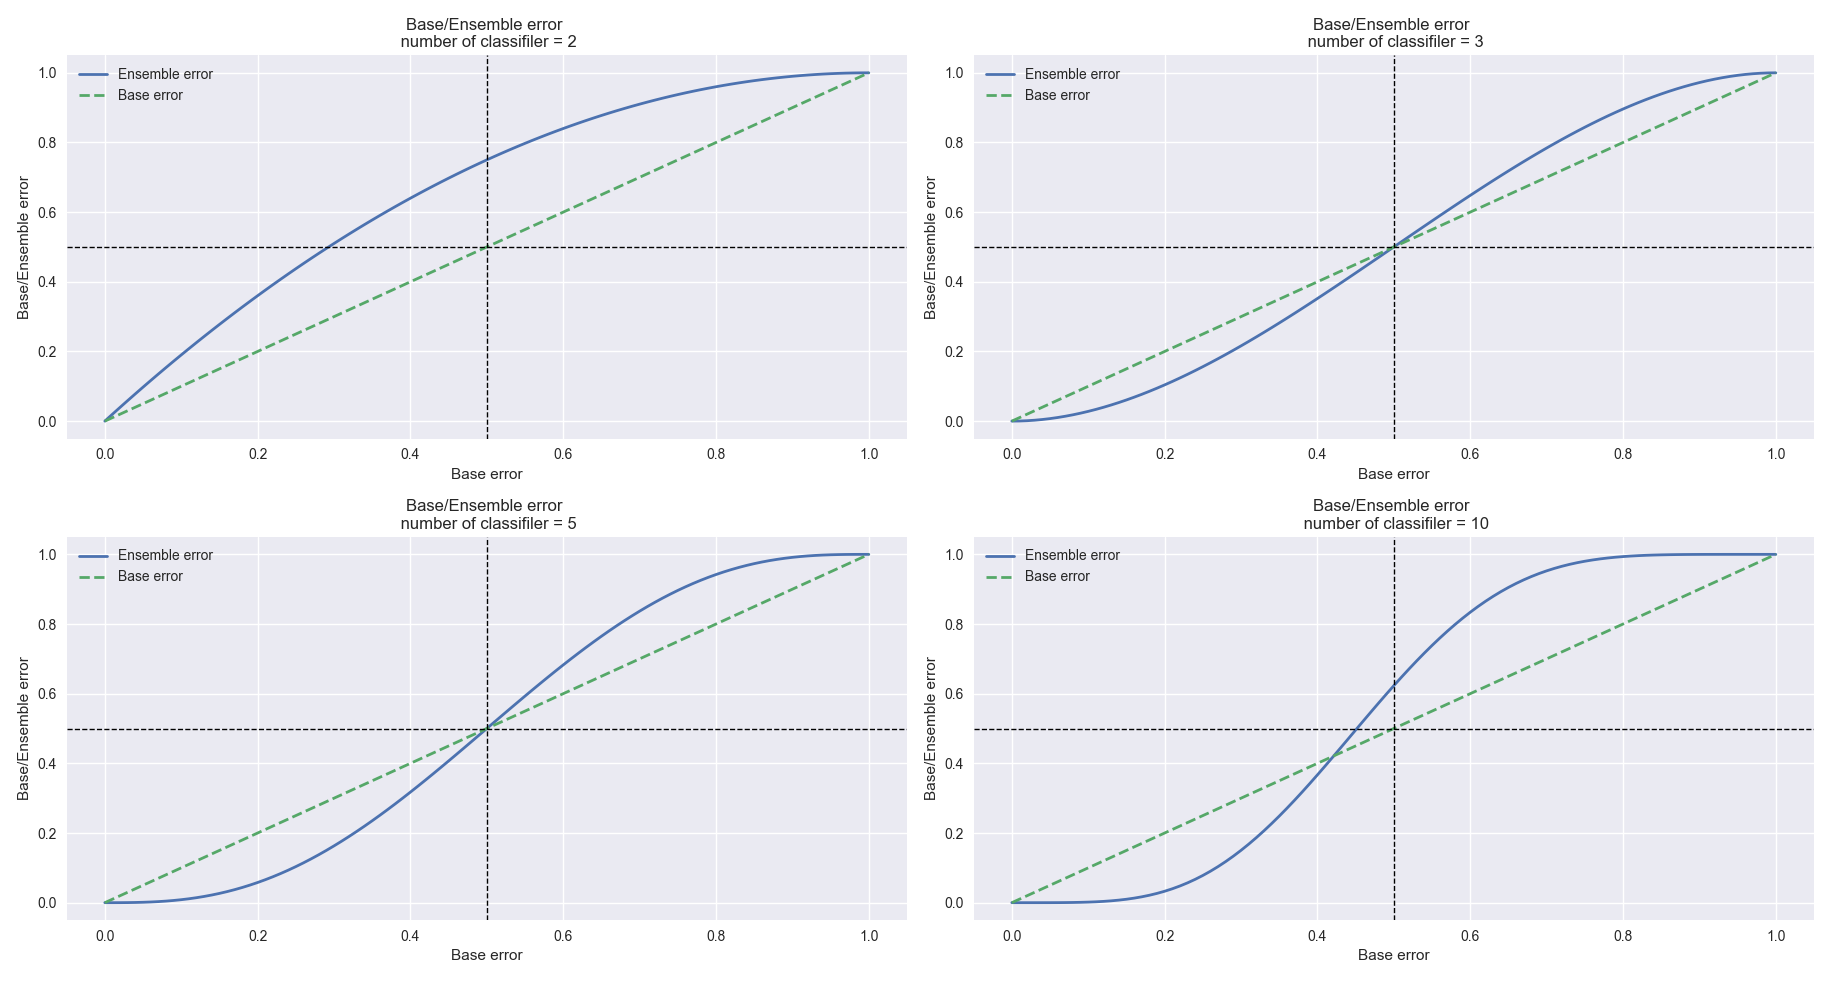 Base/Ensemble error
number of classifiler = 2
Ensemble error
Base error
1.0
0.8
0.6
0.4
0.2
0.0
Base/Ensemble error
0.0 0.2 0.4 0.6 0.8 1.0
Base error
Base/Ensemble error
number of classifiler = 3
Ensemble error
Base error
1.0
0.8
0.6
0.4
0.2
0.0
Base/Ensemble error
0.0 0.2 0.4 0.6 0.8 1.0
Base error
Base/Ensemble error
number of classifiler = 5
Ensemble error
Base error
1.0
0.8
0.6
0.4
0.2
0.0
Base/Ensemble error
0.0 0.2 0.4 0.6 0.8 1.0
Base error
Base/Ensemble error
number of classifiler = 10
Ensemble error
Base error
1.0
0.8
0.6
0.4
0.2
0.0
Base/Ensemble error
0.0 0.2 0.4 0.6 0.8 1.0
Base error